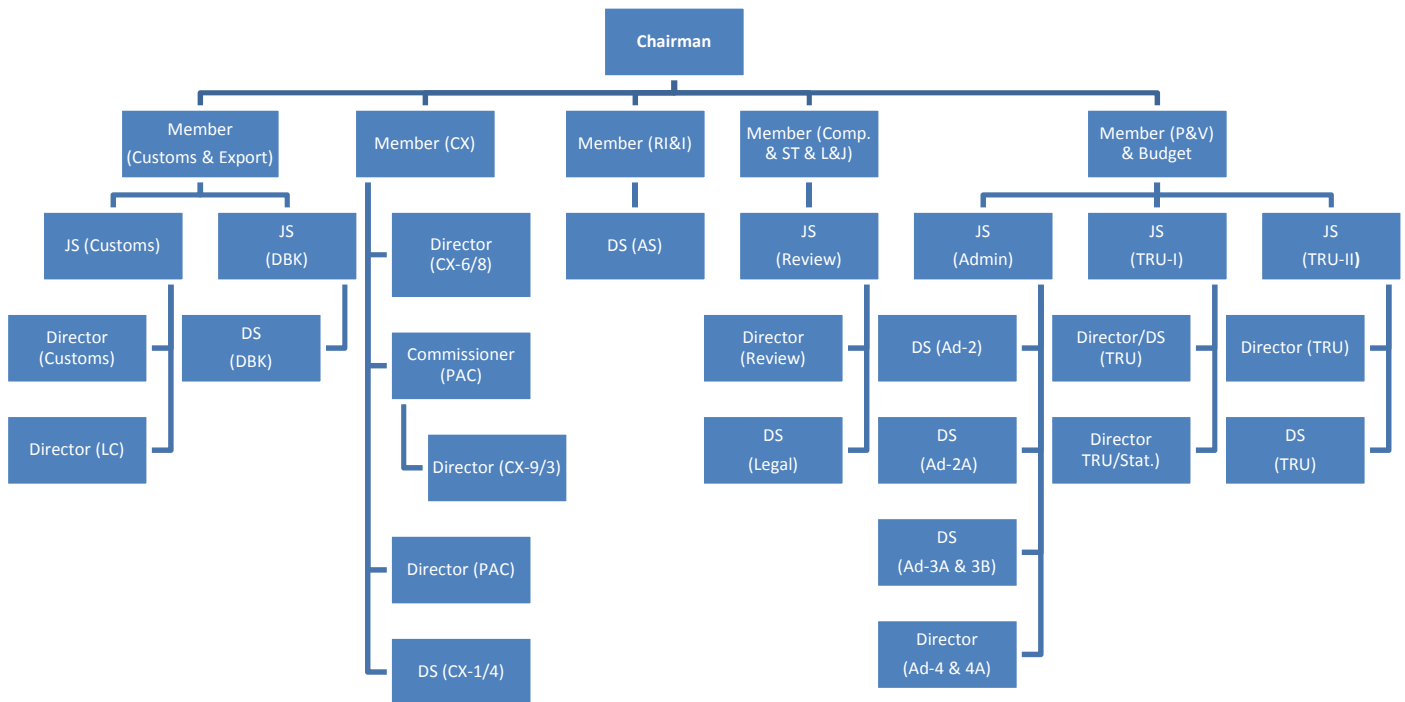 Chairman
Member
(Customs & Export)
Member (CX)
Member (RI&I)
Member (Comp.
& ST & L&J)
Member (P&V)
& Budget
JS (Customs)
JS
(DBK)
Director
(CX-6/8)
DS (AS)
JS
(Review)
JS
(Admin)
JS
(TRU-I)
JS
(TRU-II)
Director
(Customs)
DS
(DBK)
Commissioner
(PAC)
Director
(Review)
DS (Ad-2)
Director/DS
(TRU)
Director (TRU)
Director (LC)
Director (CX-9/3)
DS
(Legal)
DS
(Ad-2A)
Director
TRU/Stat.)
DS
(TRU)
Director (PAC)
DS
(Ad-3A & 3B)
DS (CX-1/4)
Director
(Ad-4 & 4A)